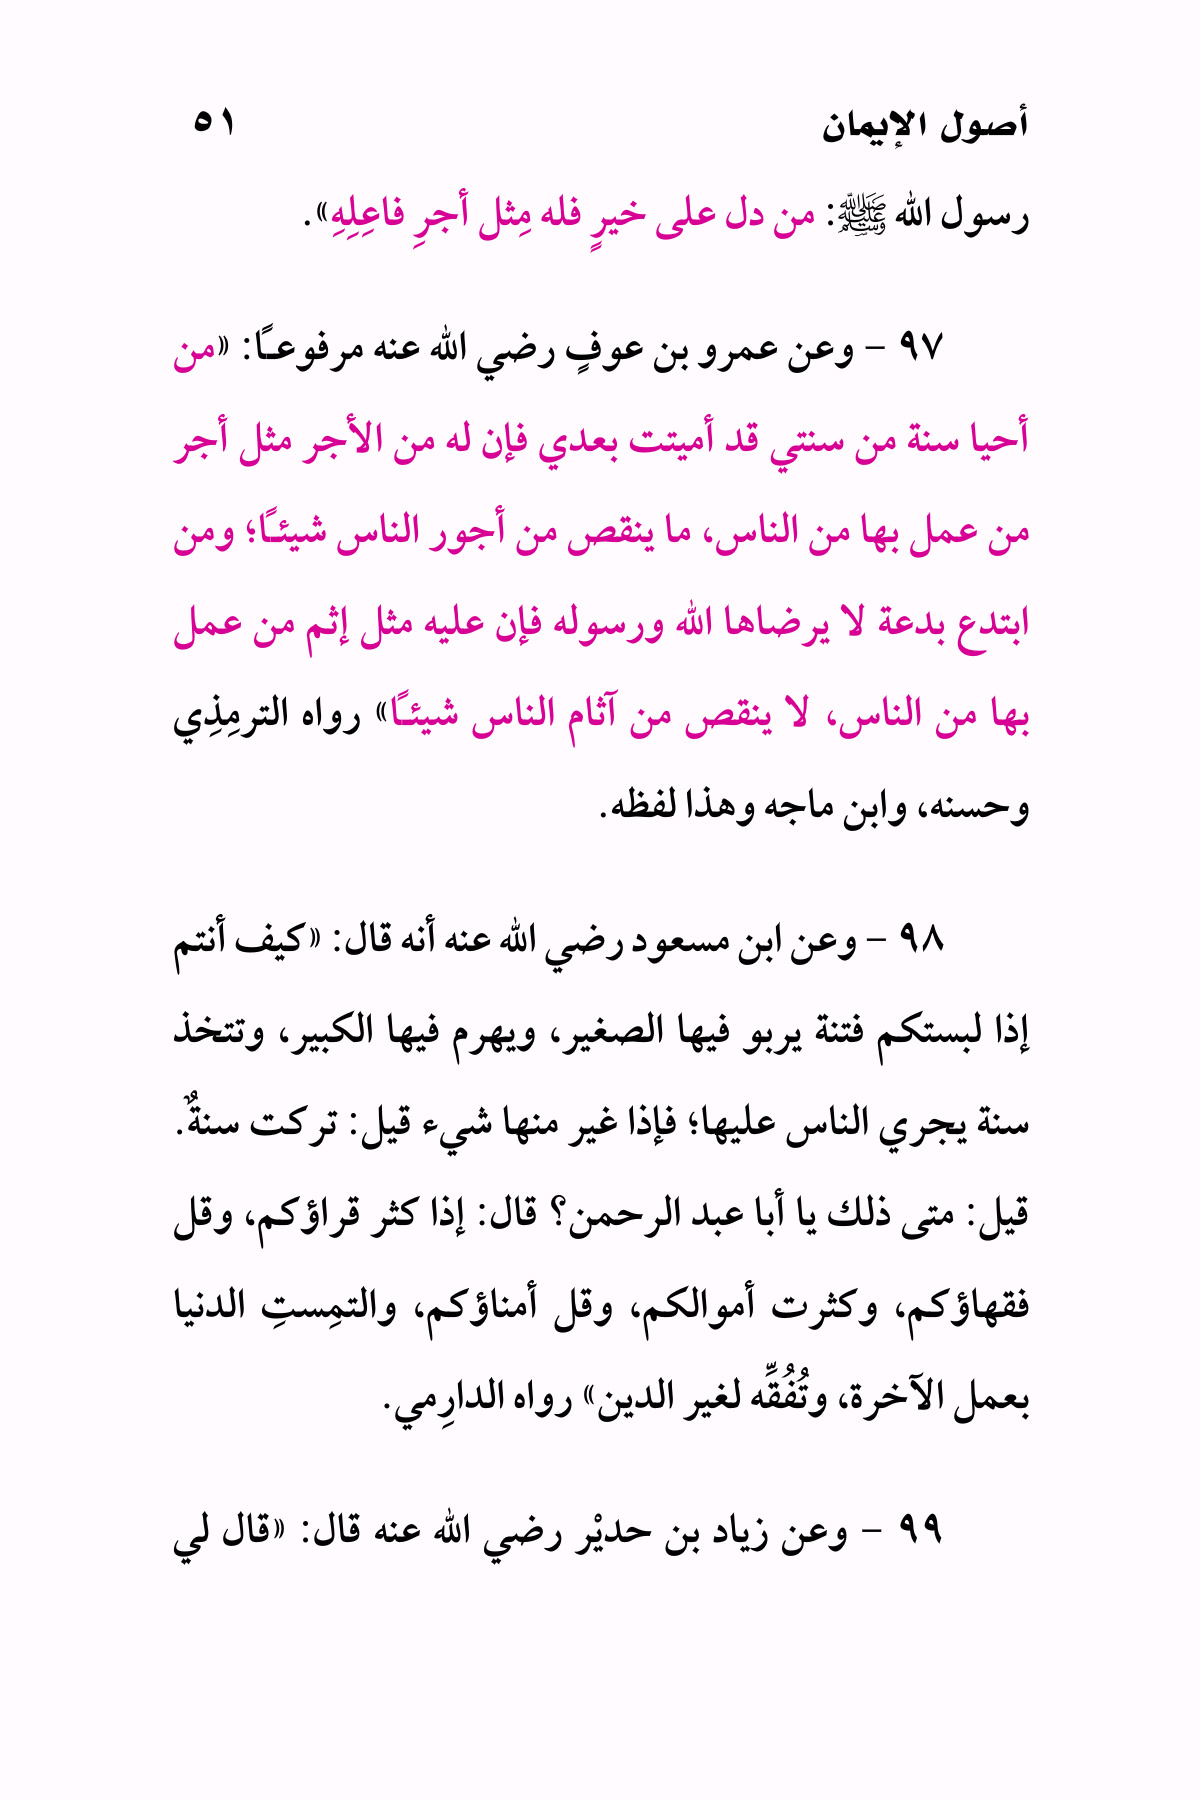 أصول الإيمان ٥١
رسول الله ﷺ: من دل على خيرٍ فله مِثل أجرِ فاعِلِهِ».
٩٧ – وعن عمرو بن عوفٍ رضي الله عنه مرفوعـًا: «من
أحيا سنة من سنتي قد أميتت بعدي فإن له من الأجر مثل أجر
من عمل بها من الناس، ما ينقص من أجور الناس شيئـًا؛ ومن
ابتدع بدعة لا يرضاها الله ورسوله فإن عليه مثل إثم من عمل
بها من الناس، لا ينقص من آثام الناس شيئـًا» رواه الترمِذِي
وحسنه، وابن ماجه وهذا لفظه.
٩٨ – وعن ابن مسعود رضي الله عنه أنه قال: «كيف أنتم
إذا لبستكم فتنة يربو فيها الصغير، ويهرم فيها الكبير، وتتخذ
سنة يجري الناس عليها؛ فإذا غير منها شيء قيل: تركت سنةٌ.
قيل: متى ذلك يا أبا عبد الرحمن؟ قال: إذا كثر قراؤكم، وقل
فقهاؤكم، وكثرت أموالكم، وقل أمناؤكم، والتمِستِ الدنيا
بعمل الآخرة، وتُفُقِّه لغير الدين» رواه الدارِمي.
٩٩ – وعن زياد بن حديْر رضي الله عنه قال: «قال لي